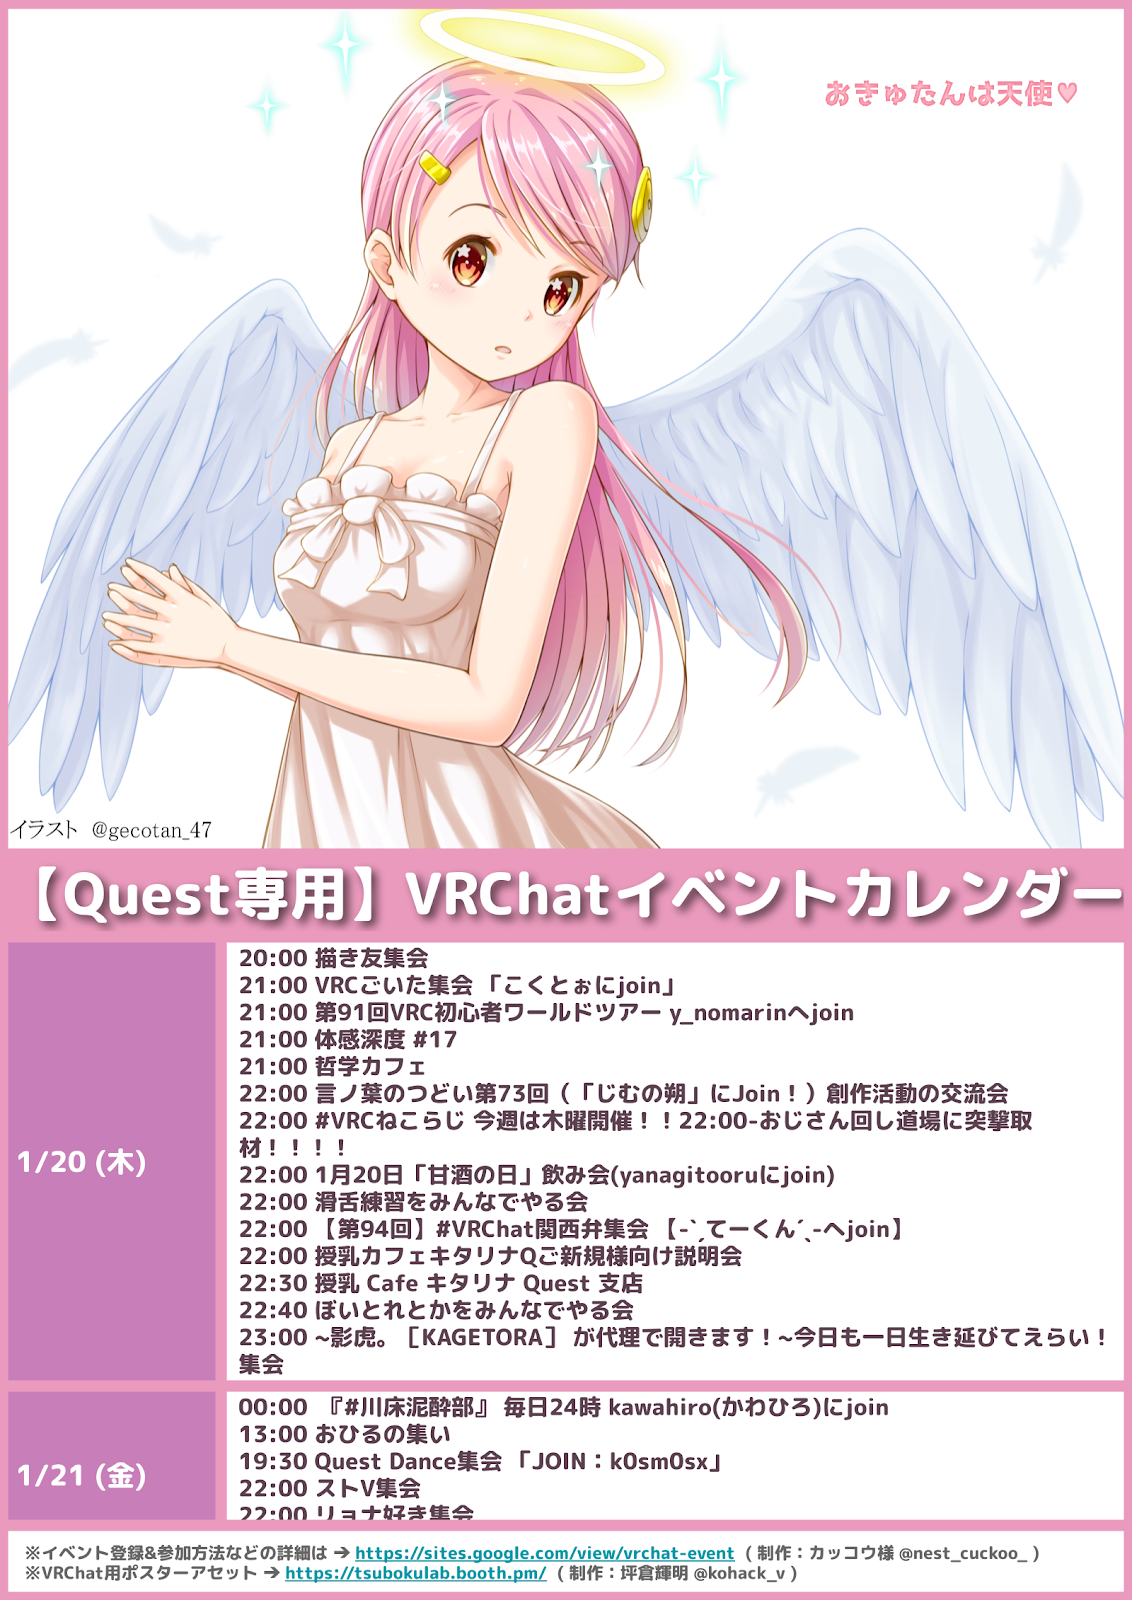 おきゅたんは天使♥
イラスト @gecotan_47
【Quest専用】VRChatイベントカレンダー
1/20 (木)
20:00 描き友集会
21:00 VRCごいた集会 「こくとぉにjoin」
21:00 第91回VRC初心者ワールドツアー y_nomarinへjoin
21:00 体感深度 #17
21:00 哲学カフェ
22:00 言ノ葉のつどい第73回（「じむの朔」にJoin！）創作活動の交流会
22:00 #VRCねこらじ 今週は木曜開催！！22:00-おじさん回し道場に突撃取
材！！！！
22:00 1月20日「甘酒の日」飲み会(yanagitooruにjoin)
22:00 滑舌練習をみんなでやる会
22:00 【第94回】#VRChat関西弁集会 【-ˋˏてーくんˊˎ-へjoin】
22:00 授乳カフェキタリナQご新規様向け説明会
22:30 授乳 Cafe キタリナ Quest 支店
22:40 ぼいとれとかをみんなでやる会
23:00 ~影虎。［KAGETORA］ が代理で開きます！~今日も一日生き延びてえらい！
集会
1/21 (金)
00:00 『#川床泥酔部』 毎日24時 kawahiro(かわひろ)にjoin
13:00 おひるの集い
19:30 Quest Dance集会 「JOIN：k0sm0sx」
22:00 ストV集会
22:00 リョナ好き集会
※イベント登録&参加方法などの詳細は → https://sites.google.com/view/vrchat-event ( 制作：カッコウ様 @nest_cuckoo_ )
※VRChat用ポスターアセット → https://tsubokulab.booth.pm/ ( 制作：坪倉輝明 @kohack_v )